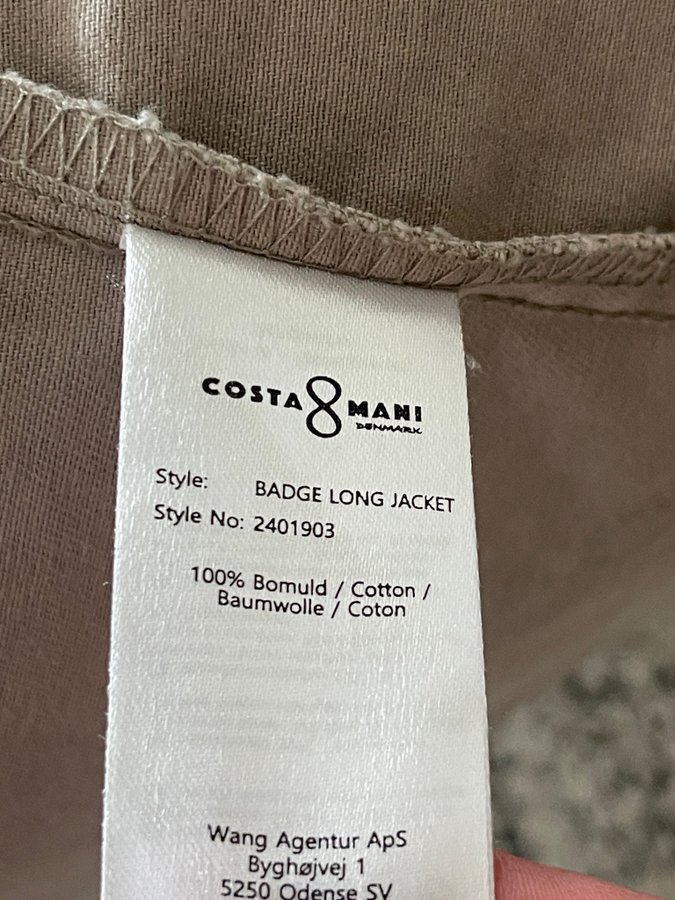 COSTA 8 MANI
DENMARK
Style: BADGE LONG JACKET
Style No: 2401903
100% Bomuld / Cotton /
Baumwolle / Coton
Wang Agentur ApS
Byghøjvej 1
5250 Odense SV